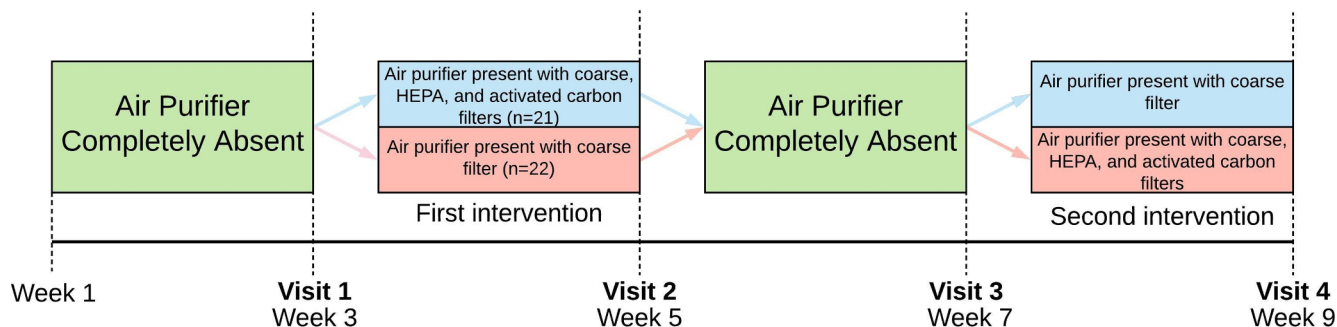 Air Purifier
Completely Absent
Air purifier present with coarse,
HEPA, and activated carbon
filters (n=21)
Air purifier present with coarse
filter (n=22)
First intervention
Air Purifier
Completely Absent
Air purifier present with coarse
filter
Air purifier present with coarse,
HEPA, and activated carbon
filters
Second intervention
Week 1
Visit 1
Week 3
Visit 2
Week 5
Visit 3
Week 7
Visit 4
Week 9